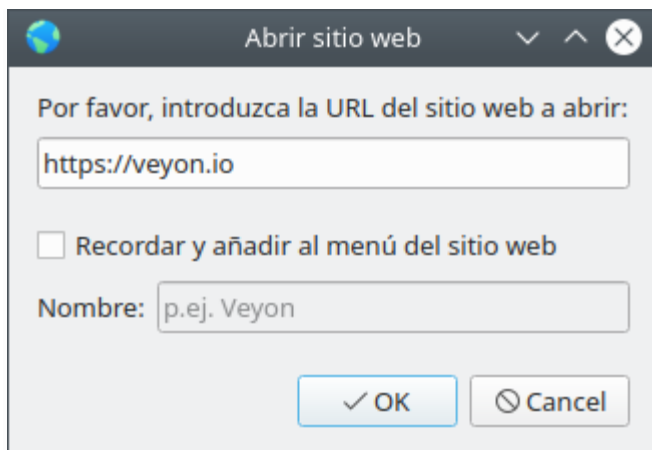 Abrir sitio web
Por favor, introduzca la URL del sitio web a abrir:
https://veyon.io
Recordar y añadir al menú del sitio web
Nombre: p.ej. Veyon
OK Cancel